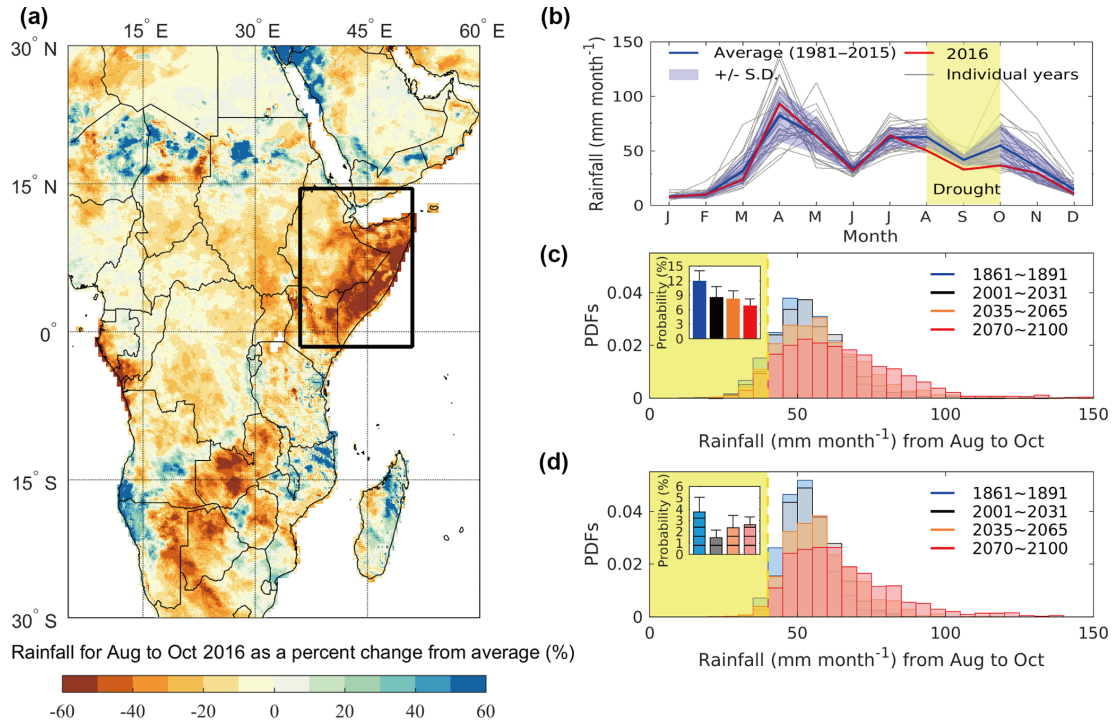 (a)
15° E 30° E 45° E 60° E
30° N
15° N
0°
15° S
30° S
Rainfall for Aug to Oct 2016 as a percent change from average (%)
-60 -40 -20 0 20 40 60
(b)
Rainfall (mm month⁻¹)
150
100
50
0
Average (1981–2015)
2016
+/- S.D.
Individual years
Drought
J F M A M J J A S O N D
Month
(c)
PDFs
0.04
0.02
0
Probability (%)
15
12
9
6
3
0
1861~1891
2001~2031
2035~2065
2070~2100
0 50 100 150
Rainfall (mm month⁻¹) from Aug to Oct
(d)
PDFs
0.04
0.02
0
Probability (%)
6
5
4
3
2
1
0
1861~1891
2001~2031
2035~2065
2070~2100
0 50 100 150
Rainfall (mm month⁻¹) from Aug to Oct